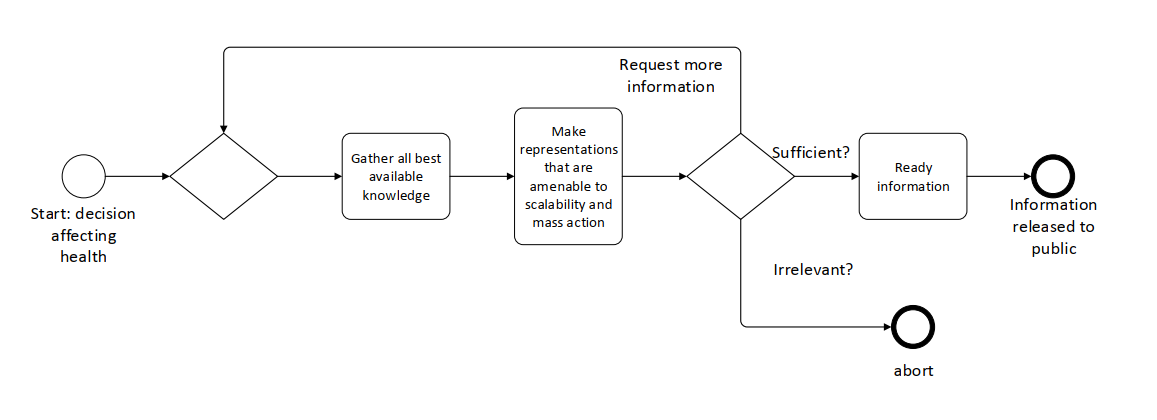 Start: decision
affecting
health
Gather all best
available
knowledge
Make
representations
that are
amenable to
scalability and
mass action
Request more
information
Sufficient?
Irrelevant?
Ready
information
Information
released to
public
abort